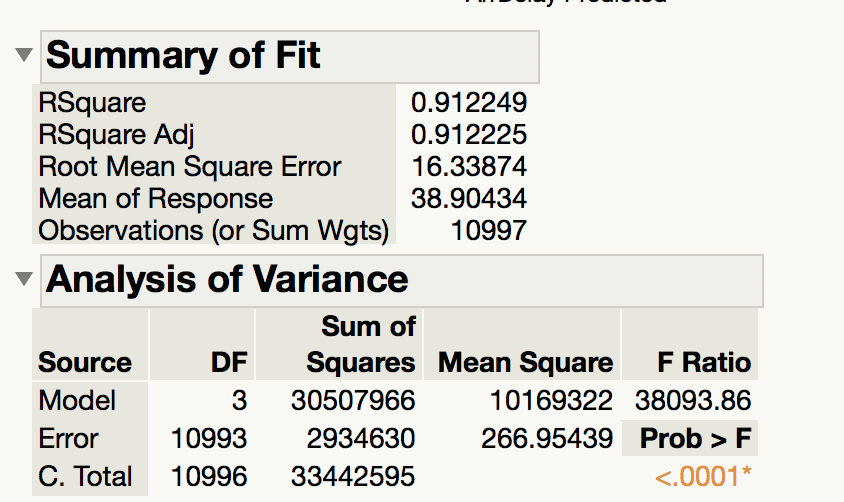 Summary of Fit
RSquare 0.912249
RSquare Adj 0.912225
Root Mean Square Error 16.33874
Mean of Response 38.90434
Observations (or Sum Wgts) 10997
Analysis of Variance
Sum of
Source DF Squares Mean Square F Ratio
Model 3 30507966 10169322 38093.86
Error 10993 2934630 266.95439 Prob > F
C. Total 10996 33442595 <.0001*